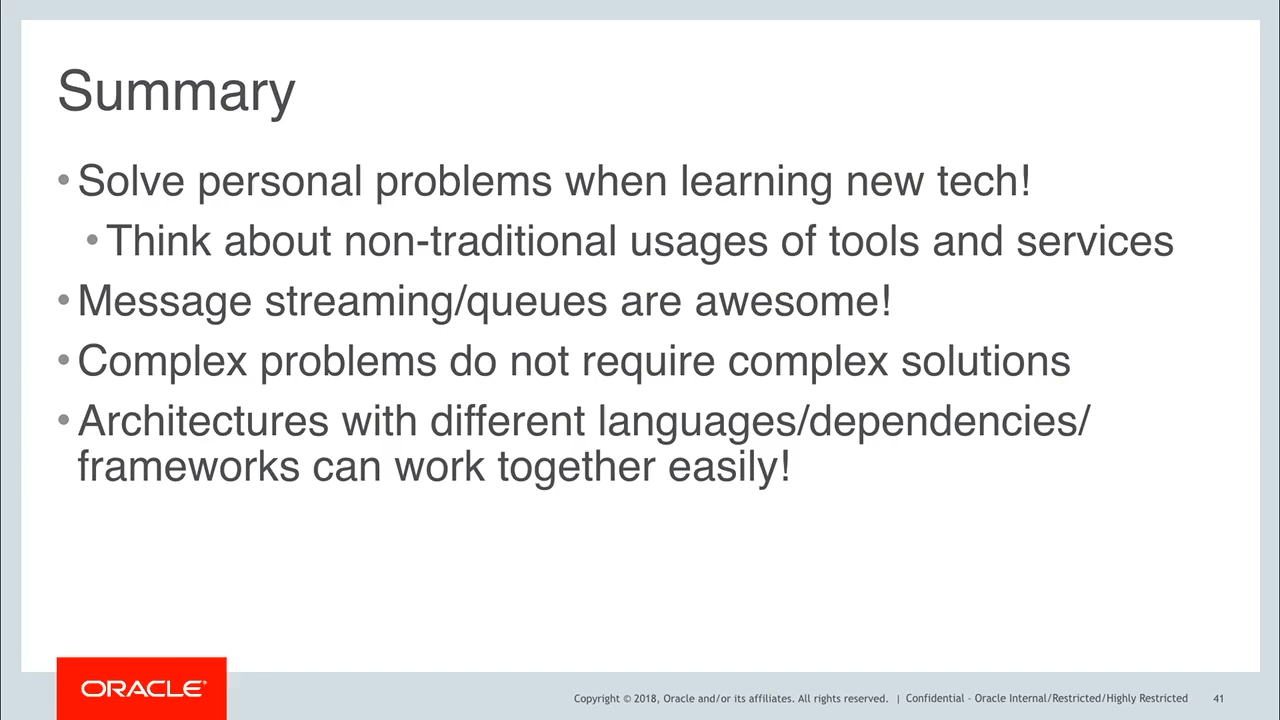 Summary
• Solve personal problems when learning new tech!
• Think about non-traditional usages of tools and services
• Message streaming/queues are awesome!
• Complex problems do not require complex solutions
• Architectures with different languages/dependencies/
frameworks can work together easily!
ORACLE®
Copyright © 2018, Oracle and/or its affiliates. All rights reserved. | Confidential – Oracle Internal/Restricted/Highly Restricted 41